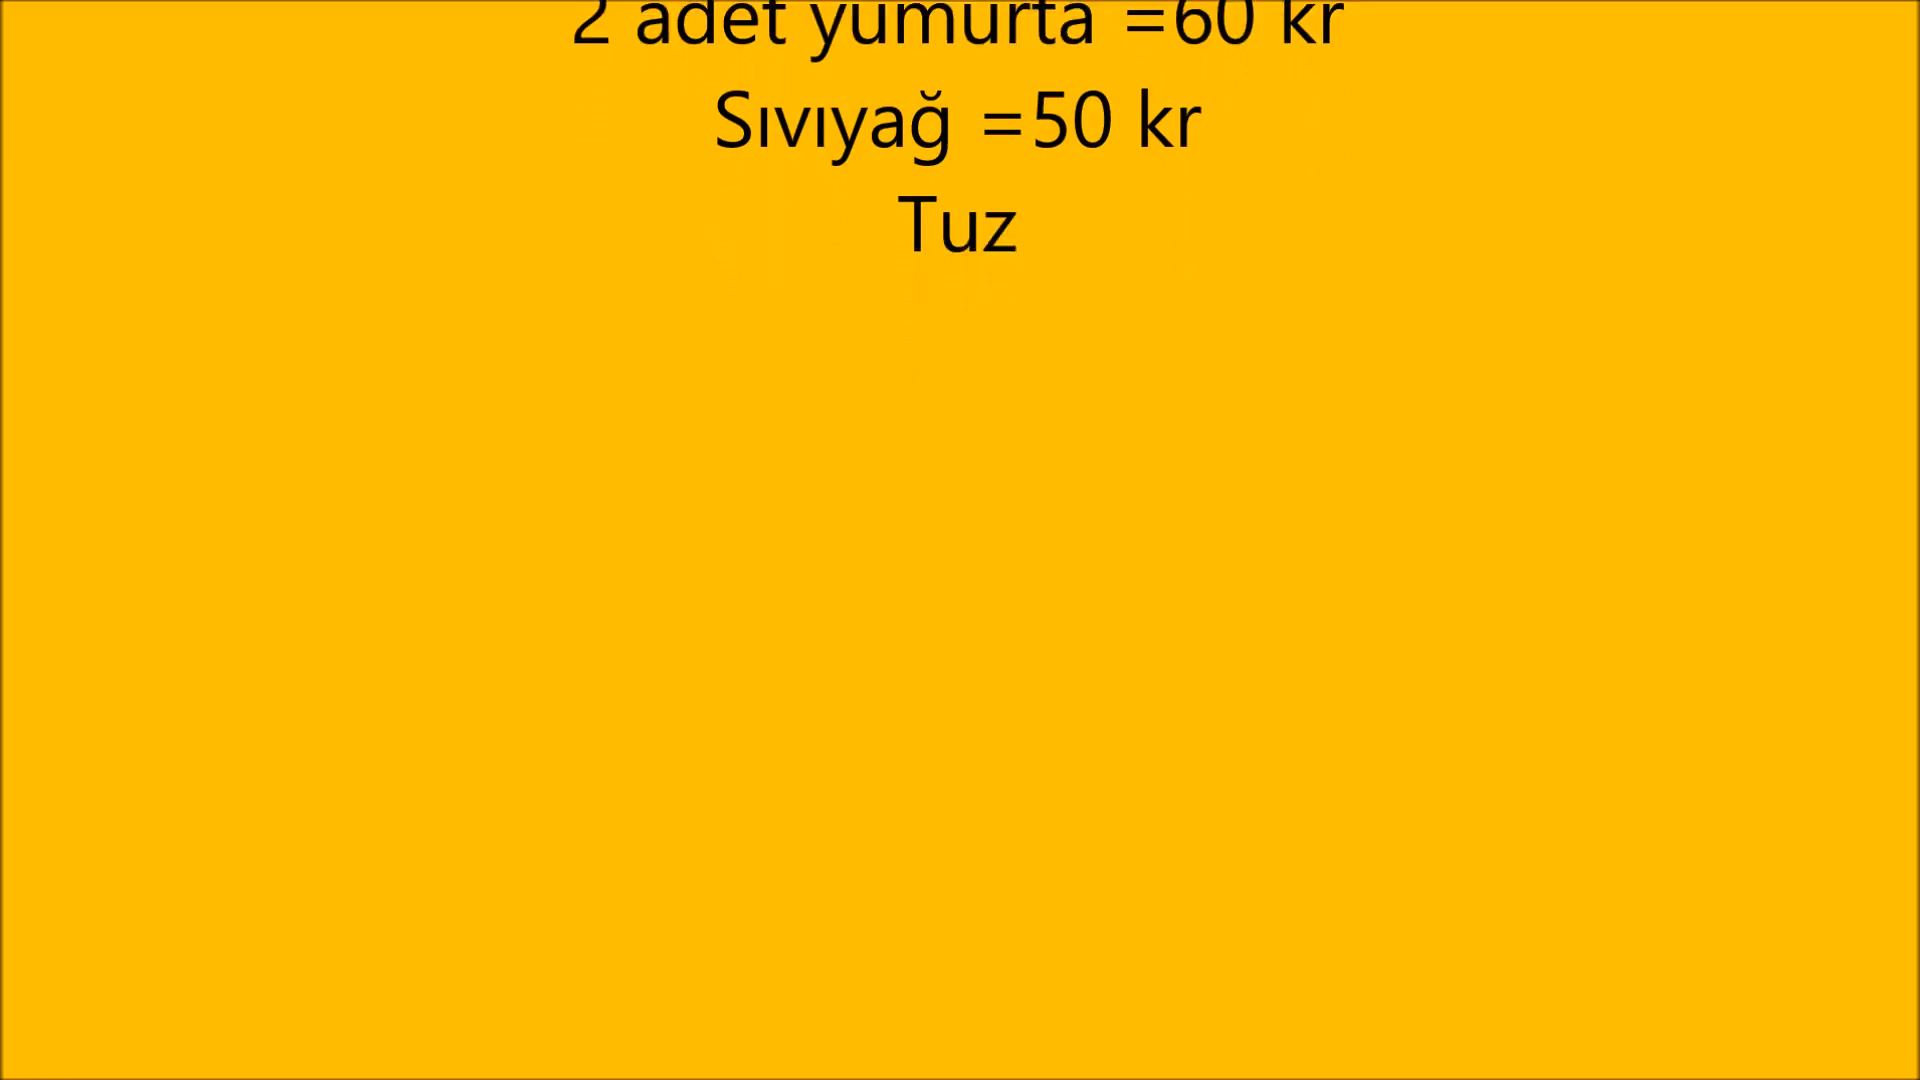 2 adet yumurta =60 kr
Sıvıyağ =50 kr
Tuz